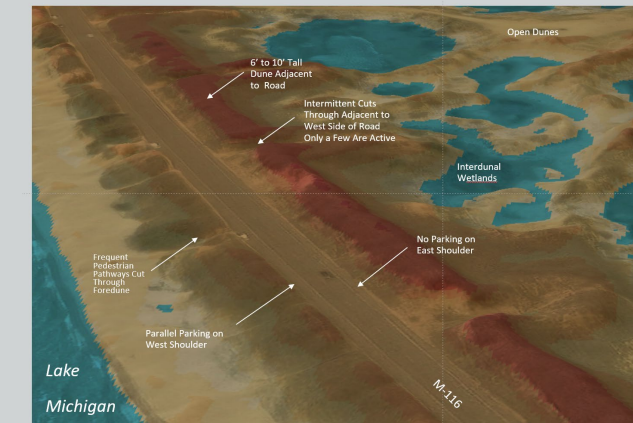 Open Dunes
6' to 10' Tall
Dune Adjacent
to Road
Intermittent Cuts
Through Adjacent to
West Side of Road
Only a Few Are Active
Interdunal
Wetlands
No Parking on
East Shoulder
Frequent
Pedestrian
Pathways Cut
Through
Foredune
Parallel Parking on
West Shoulder
Lake
Michigan
M-116